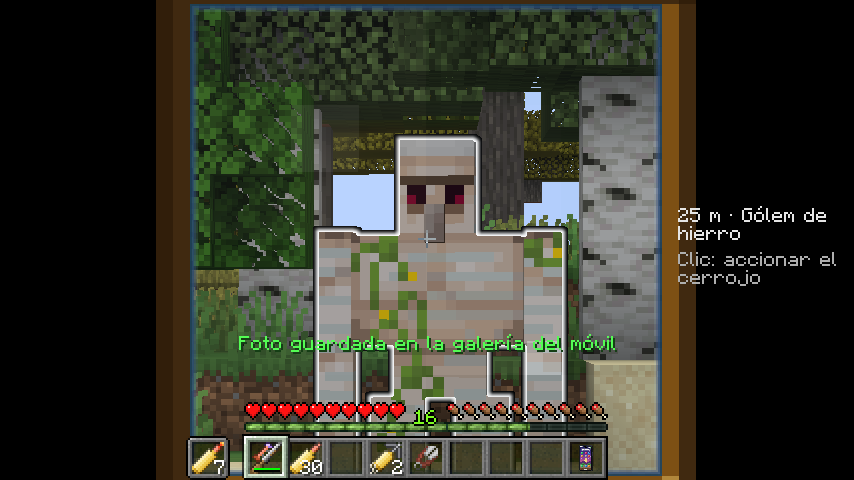 25 m · Gólem de
hierro
Clic: accionar el
cerrojo
Foto guardada en la galería del móvil
16
7
30
2